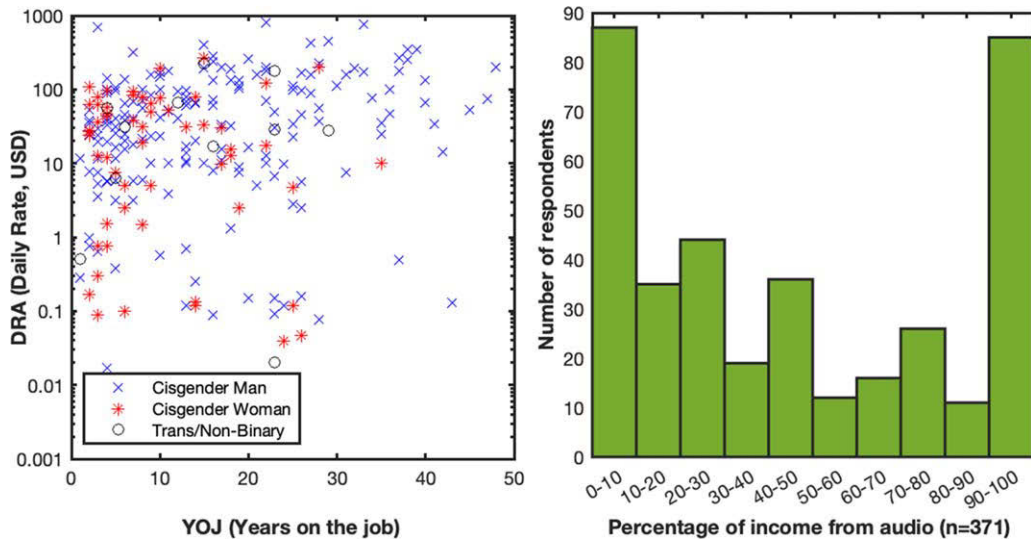 DRA (Daily Rate, USD)
1000
100
10
1
0.1
0.01
0.001
Cisgender Man
Cisgender Woman
Trans/Non-Binary
0 10 20 30 40 50
YOJ (Years on the job)
Number of respondents
90
80
70
60
50
40
30
20
10
0
0-10 10-20 20-30 30-40 40-50 50-60 60-70 70-80 80-90 90-100
Percentage of income from audio (n=371)